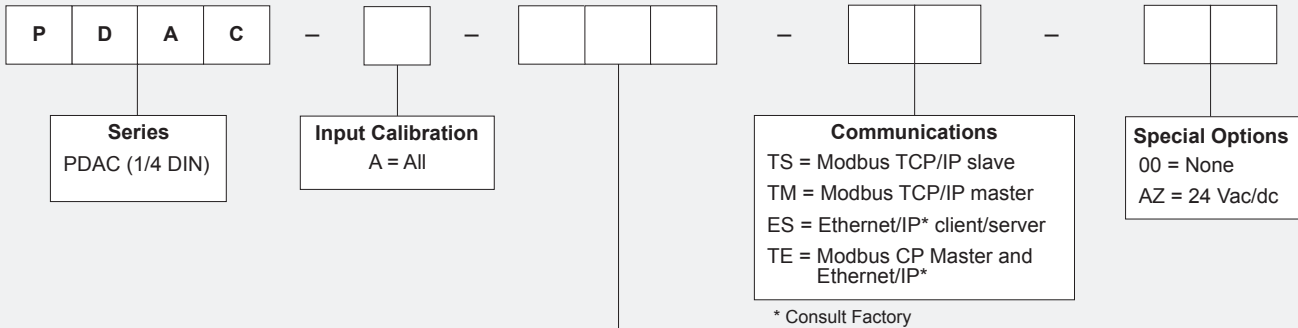 P D A C – – – –
Series
PDAC (1/4 DIN)
Input Calibration
A = All
Communications
TS = Modbus TCP/IP slave
TM = Modbus TCP/IP master
ES = Ethernet/IP* client/server
TE = Modbus CP Master and
Ethernet/IP*
* Consult Factory
Special Options
00 = None
AZ = 24 Vac/dc